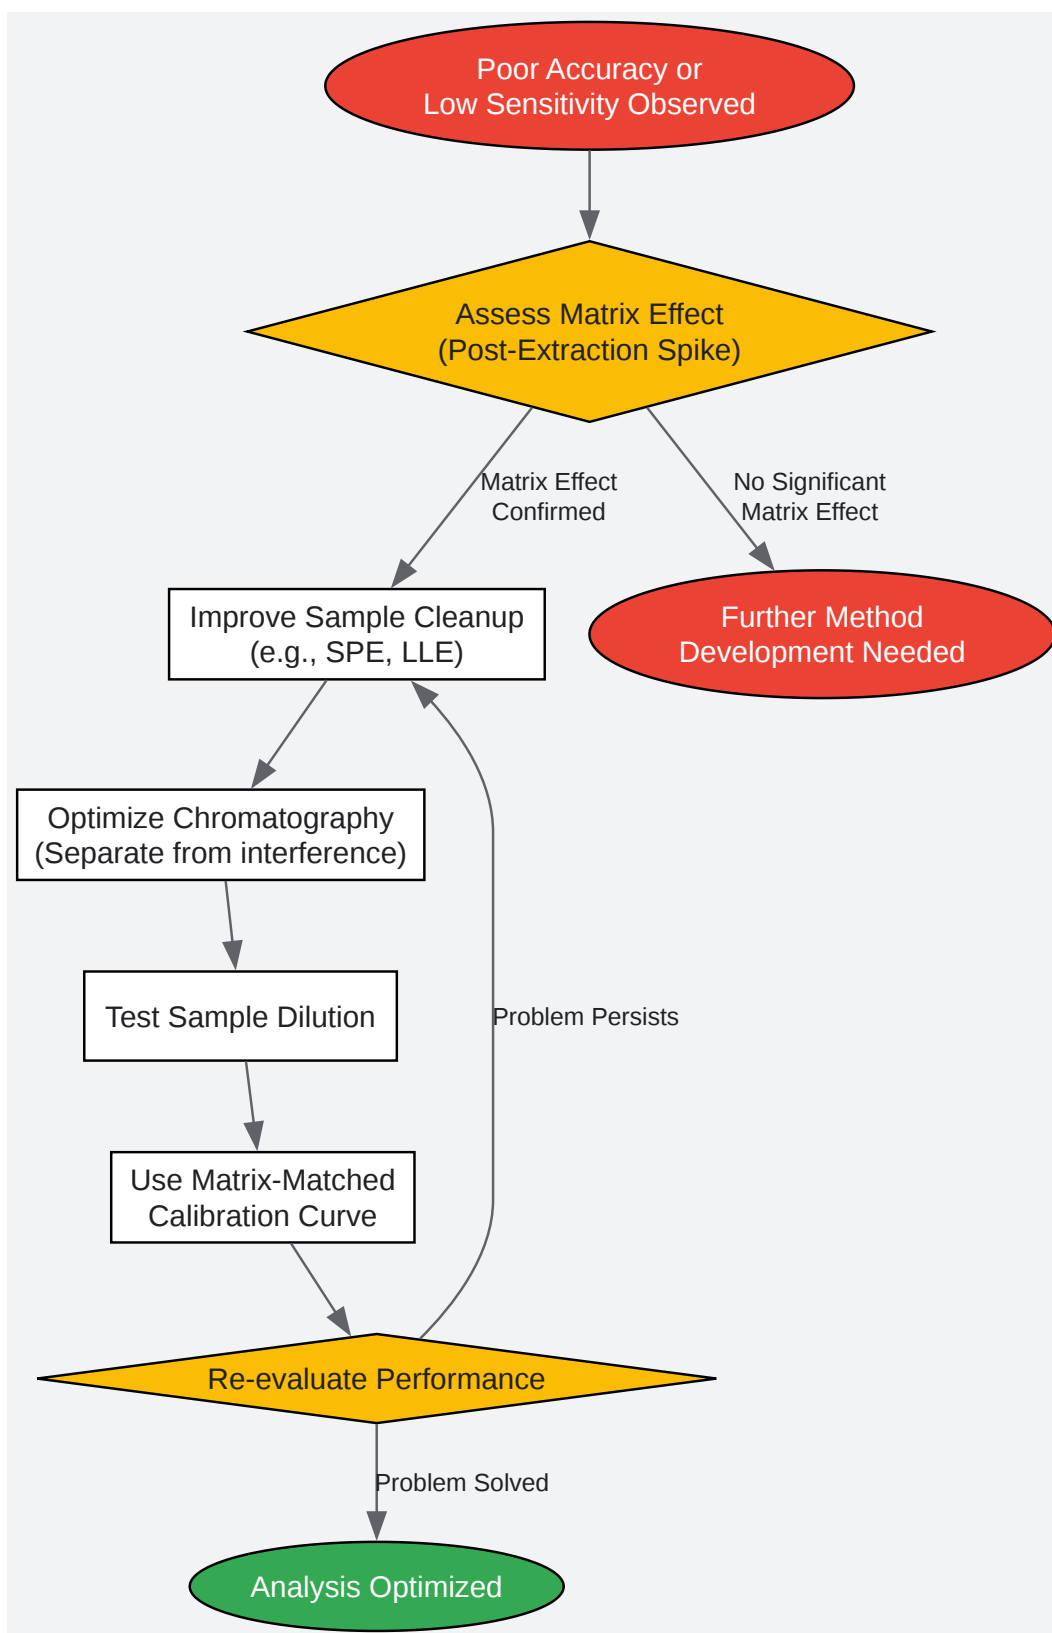 Poor Accuracy or
Low Sensitivity Observed
Assess Matrix Effect
(Post-Extraction Spike)
Matrix Effect
Confirmed
No Significant
Matrix Effect
Improve Sample Cleanup
(e.g., SPE, LLE)
Further Method
Development Needed
Optimize Chromatography
(Separate from interference)
Test Sample Dilution
Problem Persists
Use Matrix-Matched
Calibration Curve
Re-evaluate Performance
Problem Solved
Analysis Optimized